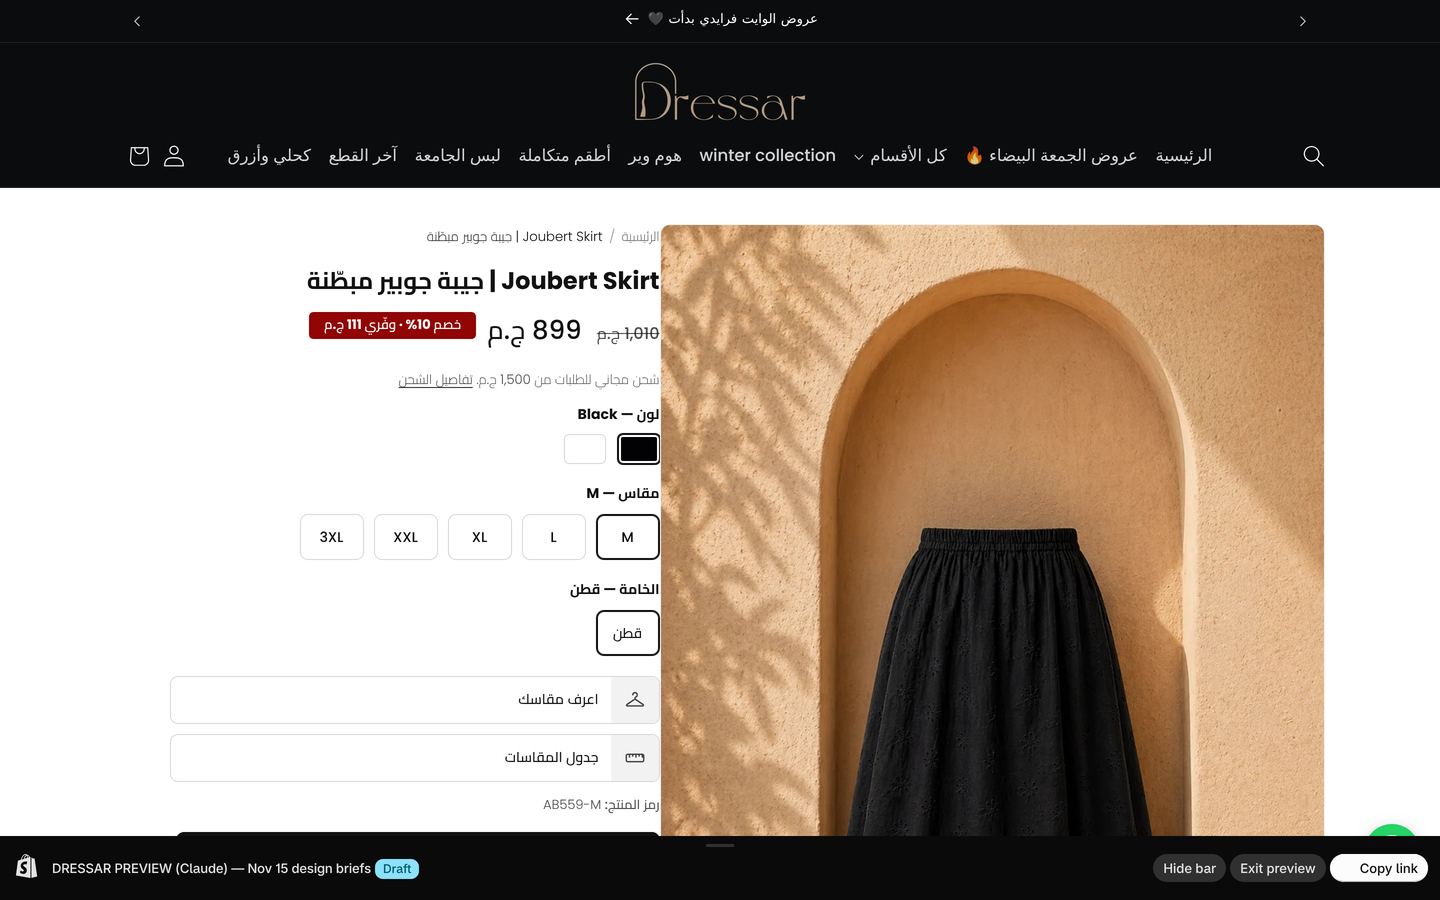 عروض الوايت فرايدي بدأت 🖤 ←
Dressar
الرئيسية عروض الجمعة البيضاء 🔥 كل الأقسام winter collection هوم وير أطقم متكاملة لبس الجامعة آخر القطع كحلي وأزرق
الرئيسية / Joubert Skirt | جيبة جوبير مبطّنة
Joubert Skirt | جيبة جوبير مبطّنة
1,010 ج.م 899 ج.م خصم 10% · وفّري 111 ج.م
شحن مجاني للطلبات من 1,500 ج.م. تفاصيل الشحن
لون — Black
مقاس — M
M L XL XXL 3XL
الخامة — قطن
قطن
اعرف مقاسك
جدول المقاسات
رمز المنتج: AB559-M
DRESSAR PREVIEW (Claude) — Nov 15 design briefs Draft Hide bar Exit preview Copy link